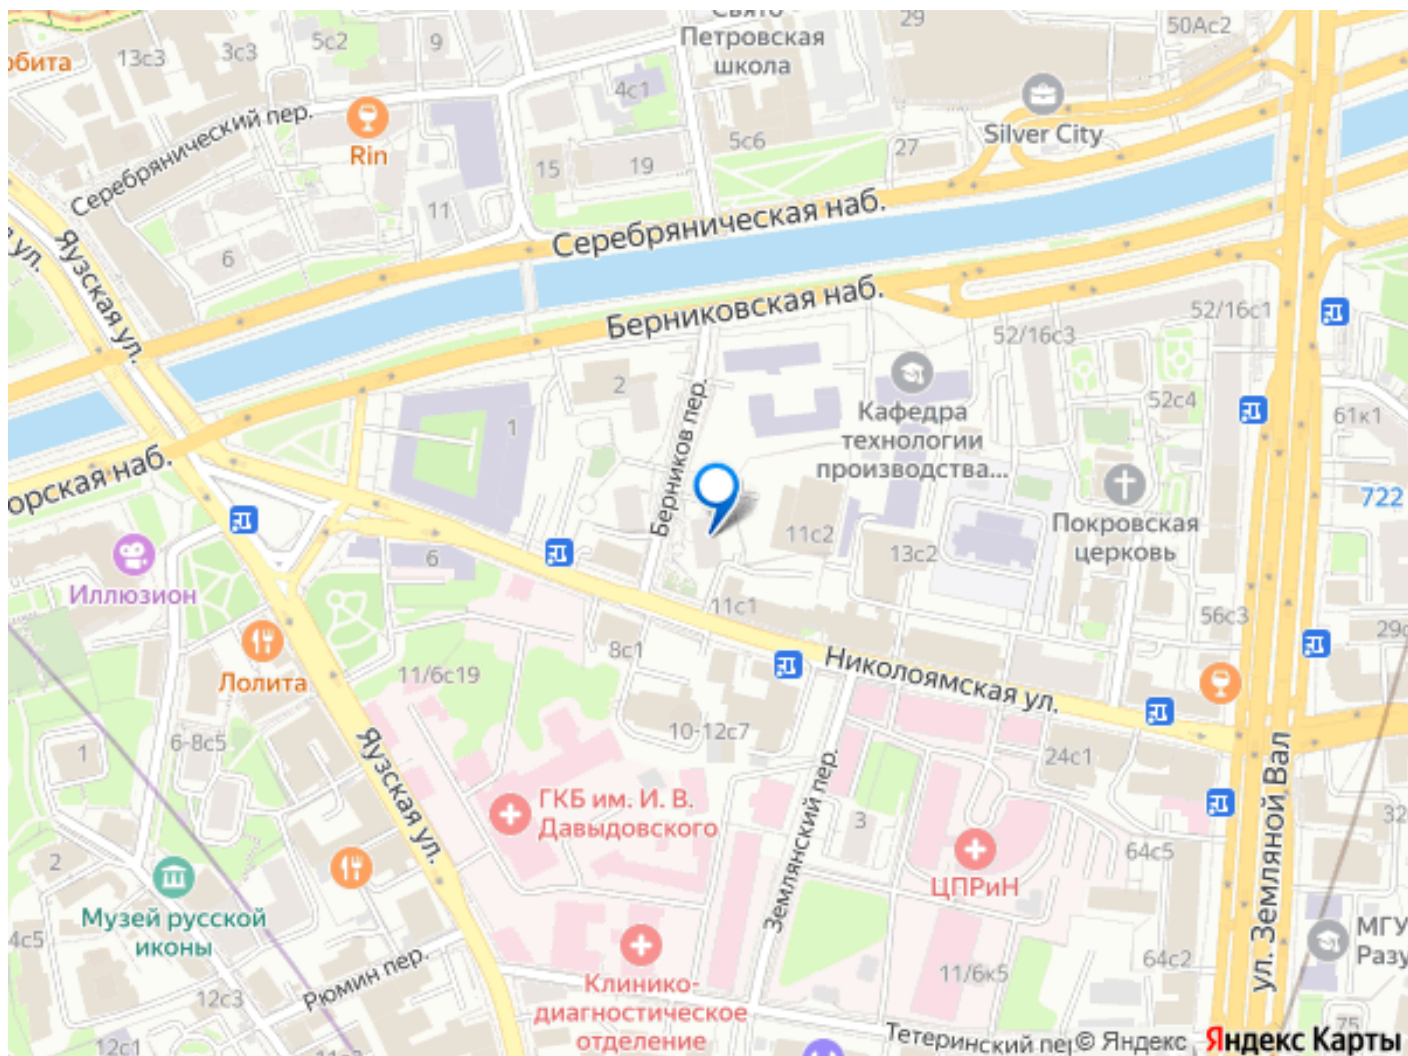 Свято-
29
50Ас2
5с2
9
Петровская
школа
13с3
3с3
обита
4с1
Silver City
Серебрянический пер.
Rin
5с6
27
15
19
11
Серебряническая наб.
Яузская ул.
6
ул.
Берниковская наб.
52/16с1
52/16с3
2
Берников пер.
Кафедра
технологии
производства...
52с4
61к1
1
орская наб.
722
Покровская
церковь
11с2
13с2
6
Иллюзион
11с1
56с3
29с
8с1
Николоямская ул.
Лолита
11/6с19
10-12с7
6-8с5
1
24с1
Яузская ул.
Землянский пер.
ул. Земляной Вал
ГКБ им. И. В.
Давыдовского
3
32
64с5
2
ЦПРиН
Музей русской
иконы
4с5
МГУ
Разу
Рюмин пер.
64с2
11/6к5
12с3
Клинико-
диагностическое
отделение
75
12с1
Тетеринский пер
© Яндекс
Яндекс Карты